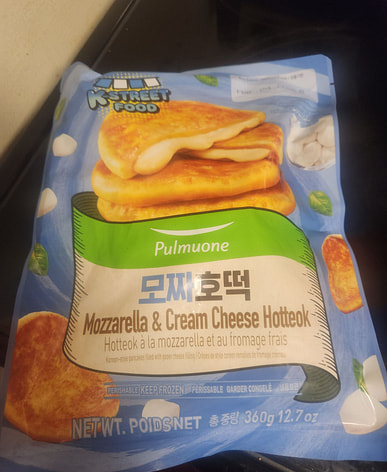 K-STREET
FOOD
Pulmuone
모짜호떡
Mozzarella & Cream Cheese Hotteok
Hotteok à la mozzarella et au fromage frais
KEEP FROZEN
PERISSABLE GARDER CONGELÉ
NET WT. POIDS NET 총 중량 360g 12.7oz